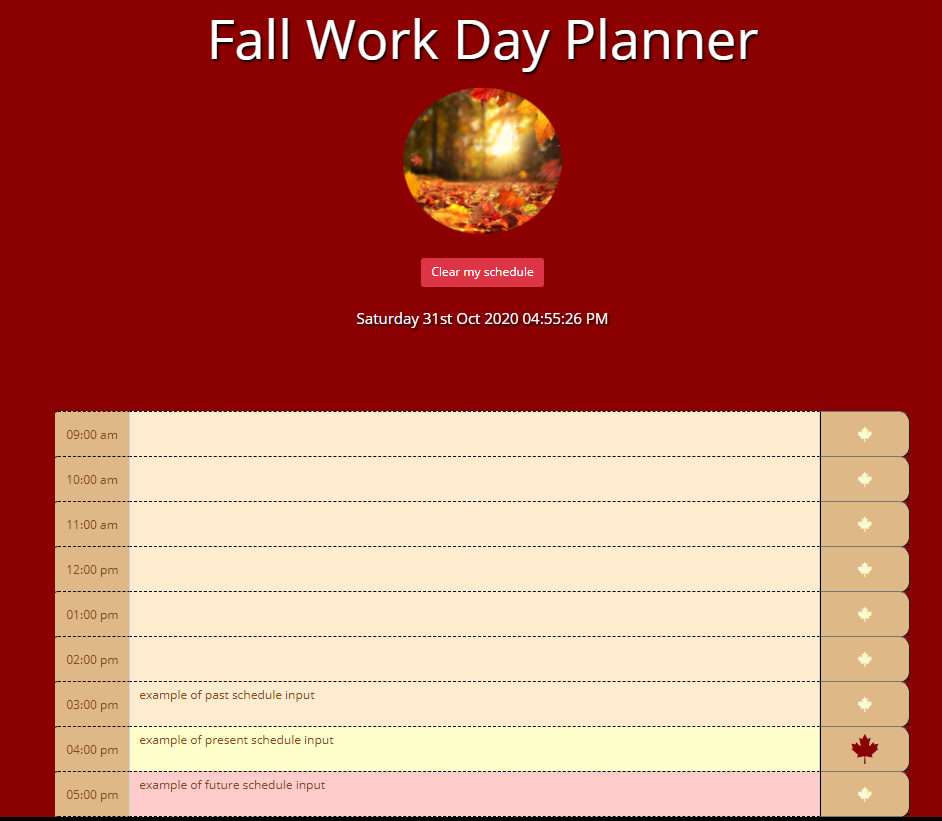 Fall Work Day Planner
Clear my schedule
Saturday 31st Oct 2020 04:55:26 PM
09:00 am
10:00 am
11:00 am
12:00 pm
01:00 pm
02:00 pm
03:00 pm example of past schedule input
04:00 pm example of present schedule input
05:00 pm example of future schedule input